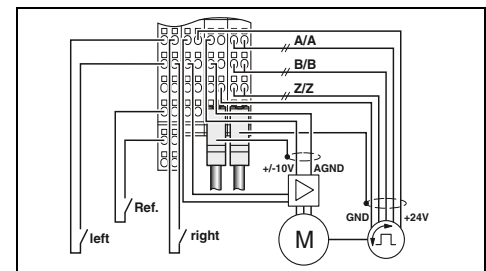 A/A
B/B
Z/Z
+/-10V AGND
Ref.
GND +24V
left right
M